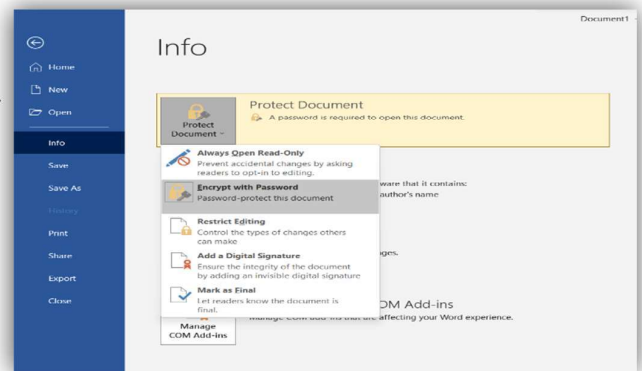 Document1
Info
Home
New
Open
Info
Save
Save As
History
Print
Share
Export
Close
Protect
Document
Protect Document
A password is required to open this document.
Always Open Read-Only
Prevent accidental changes by asking
readers to opt-in to editing.
Encrypt with Password
Password-protect this document
Restrict Editing
Control the types of changes others
can make
Add a Digital Signature
Ensure the integrity of the document
by adding an invisible digital signature
Mark as Final
Let readers know the document is
final.
ware that it contains:
author's name
ges.
OM Add-ins
Manage COM add-ins that are affecting your Word experience.
Manage
COM Add-ins